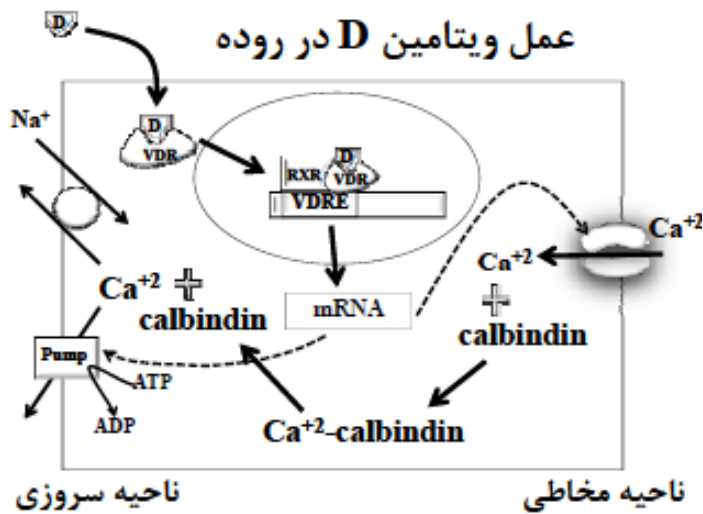 عمل ویتامین D در روده
D
Na⁺
D
VDR
RXR
D
VDR
VDRE
Ca⁺²
Ca⁺²
Ca⁺²
calbindin
mRNA
calbindin
Pump
ATP
ADP
Ca⁺²-calbindin
ناحیه سروزی
ناحیه مخاطی